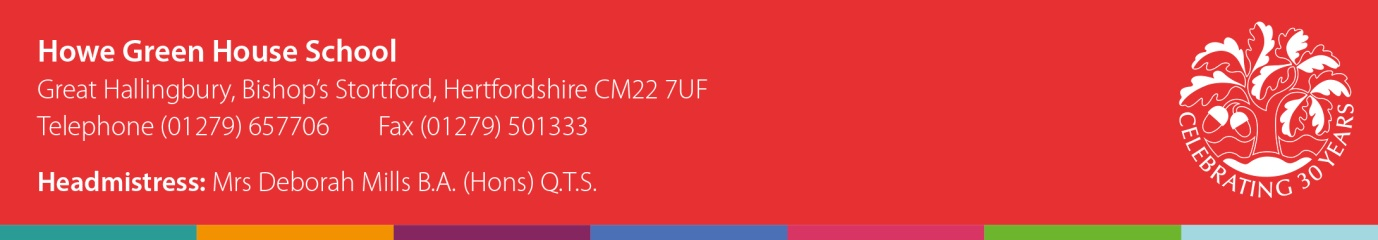 Howe Green House School
Great Hallingbury, Bishop's Stortford, Hertfordshire CM22 7UF
Telephone (01279) 657706 Fax (01279) 501333
Headmistress: Mrs Deborah Mills B.A. (Hons) Q.T.S.
CELEBRATING 30 YEARS